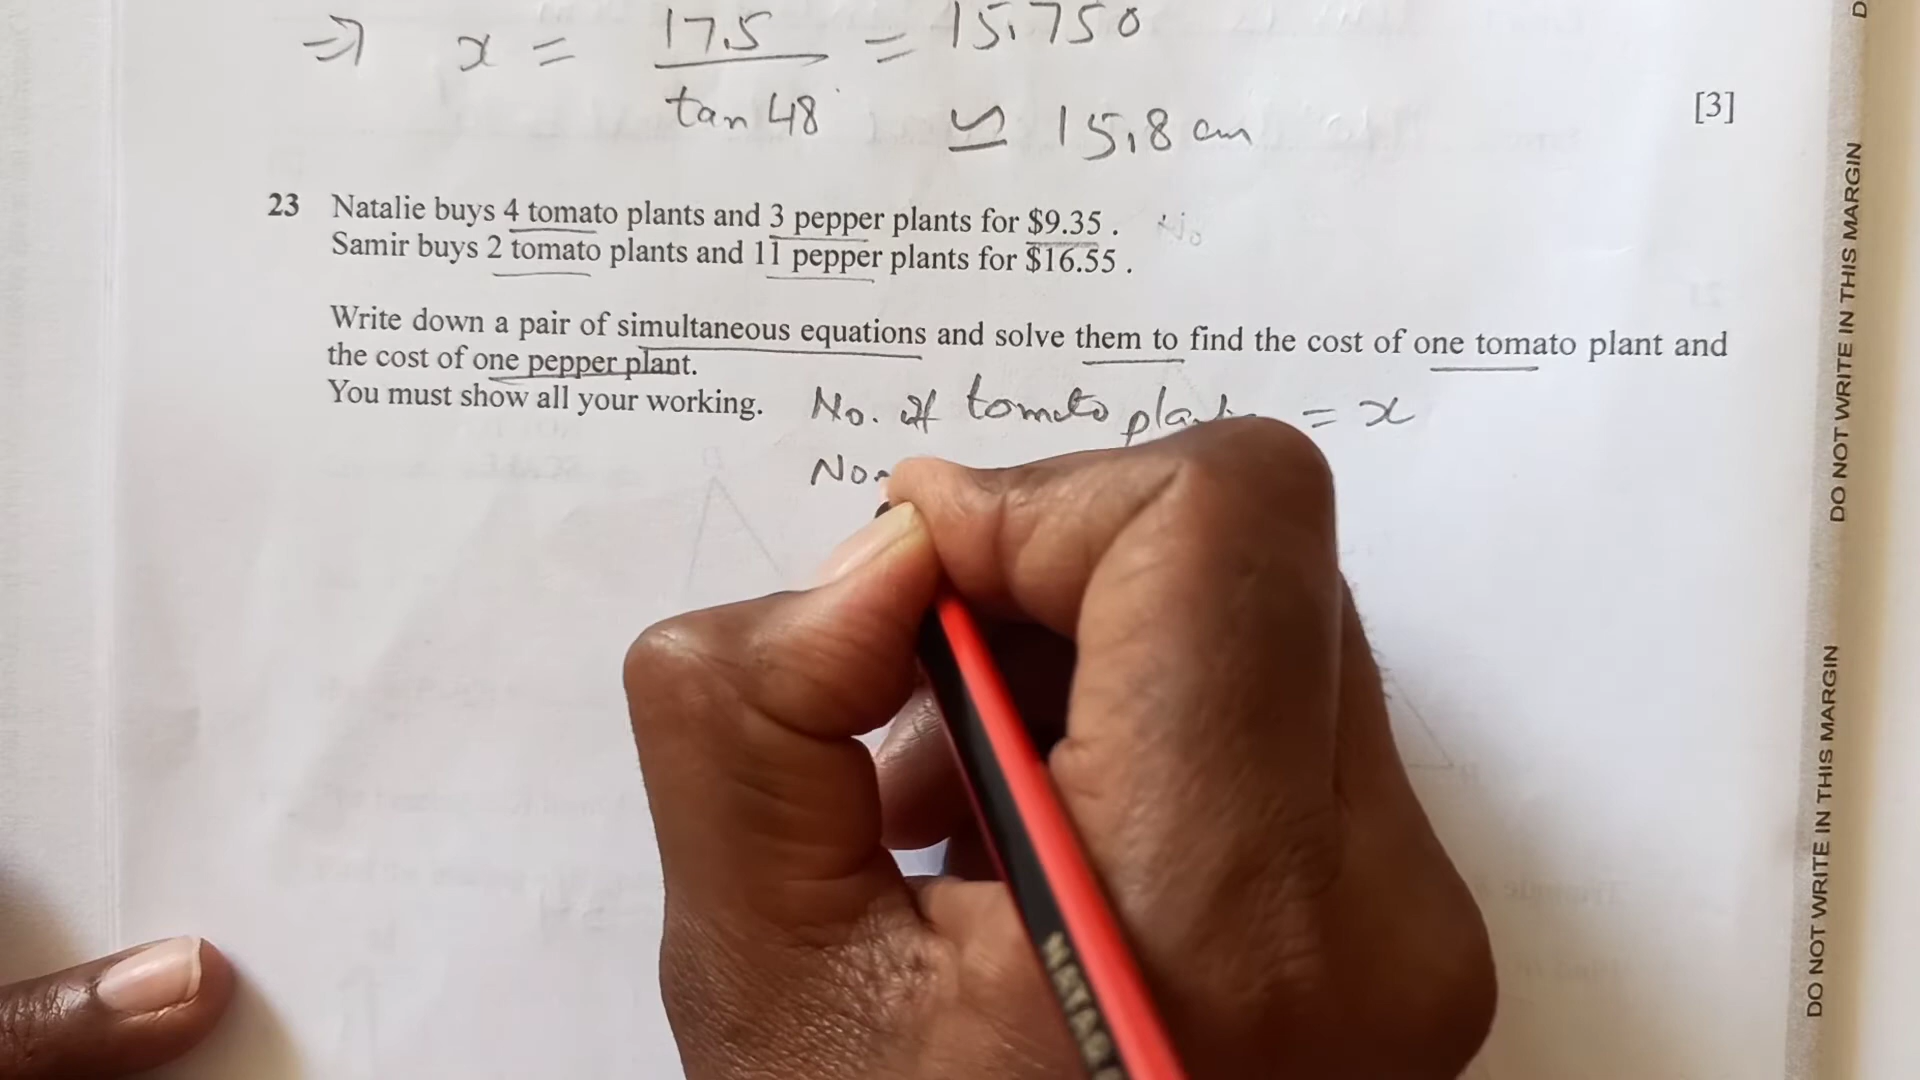 ⇒ x = 17.5 / tan 48 = 15.750
≃ 15.8 cm
[3]
23 Natalie buys 4 tomato plants and 3 pepper plants for $9.35 . No
Samir buys 2 tomato plants and 11 pepper plants for $16.55 .
Write down a pair of simultaneous equations and solve them to find the cost of one tomato plant and
the cost of one pepper plant.
You must show all your working.
No. of tomato = x
No.
DO NOT WRITE IN THIS MARGIN
DO NOT WRITE IN THIS MARGIN